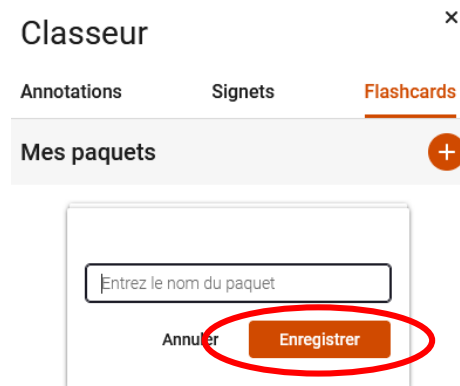 Classeur
×
Annotations Signets Flashcards
Mes paquets +
Entrez le nom du paquet
Annuler Enregistrer